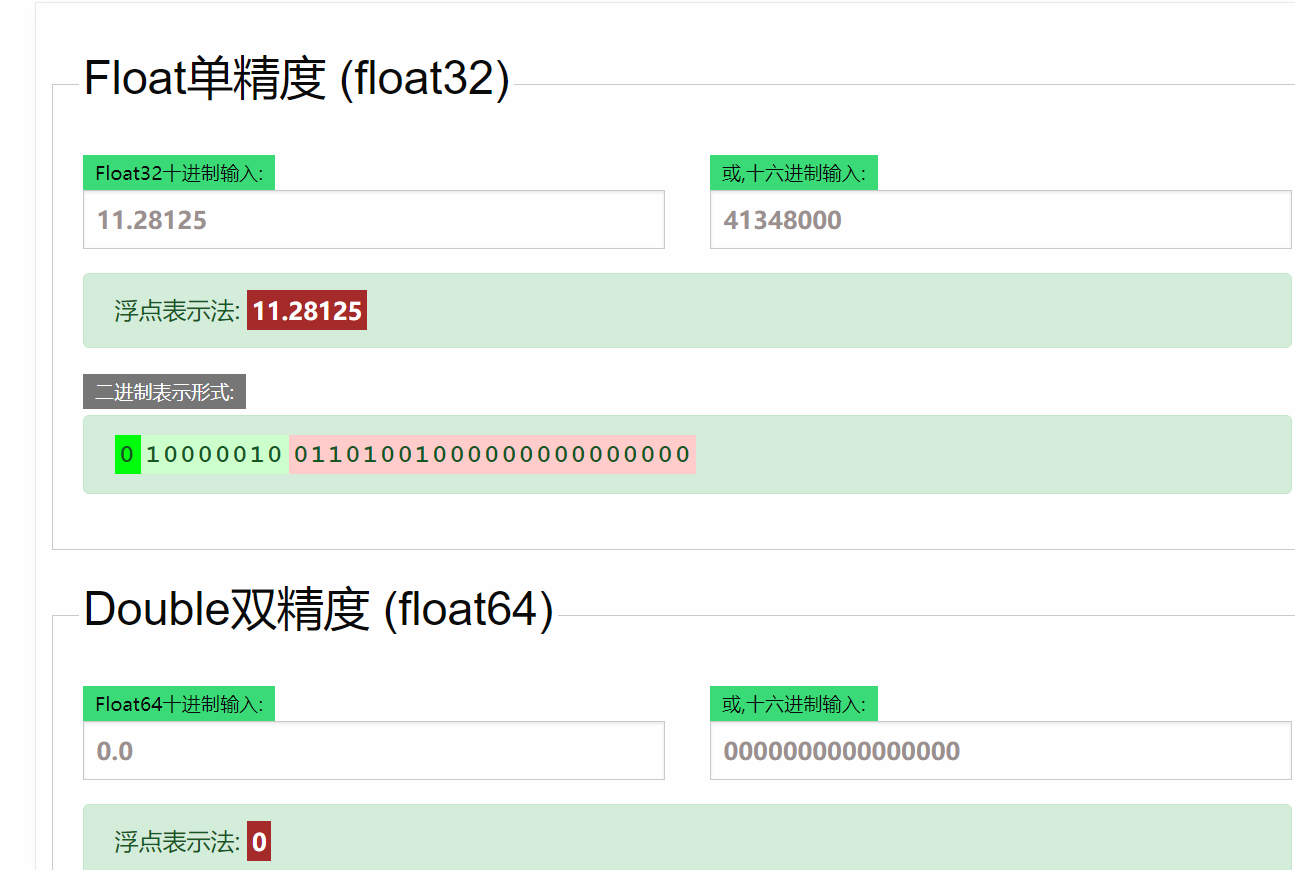 Float单精度 (float32)
Float32十进制输入:
或,十六进制输入:
11.28125
41348000
浮点表示法: 11.28125
二进制表示形式:
0 10000010 01101001000000000000000
Double双精度 (float64)
Float64十进制输入:
或,十六进制输入:
0.0
0000000000000000
浮点表示法: 0